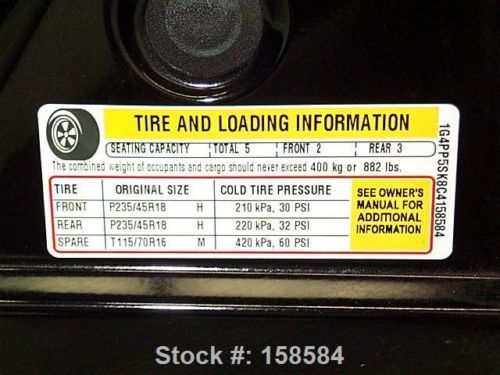 TIRE AND LOADING INFORMATION
SEATING CAPACITY TOTAL 5 FRONT 2 REAR 3
The combined weight of occupants and cargo should never exceed 400 kg or 882 lbs.
TIRE ORIGINAL SIZE COLD TIRE PRESSURE
FRONT P235/45R18 H 210 kPa, 30 PSI
REAR P235/45R18 H 220 kPa, 32 PSI
SPARE T115/70R16 M 420 kPa, 60 PSI
SEE OWNER'S
MANUAL FOR
ADDITIONAL
INFORMATION
1G4PP5SK8C4158584
Stock #: 158584